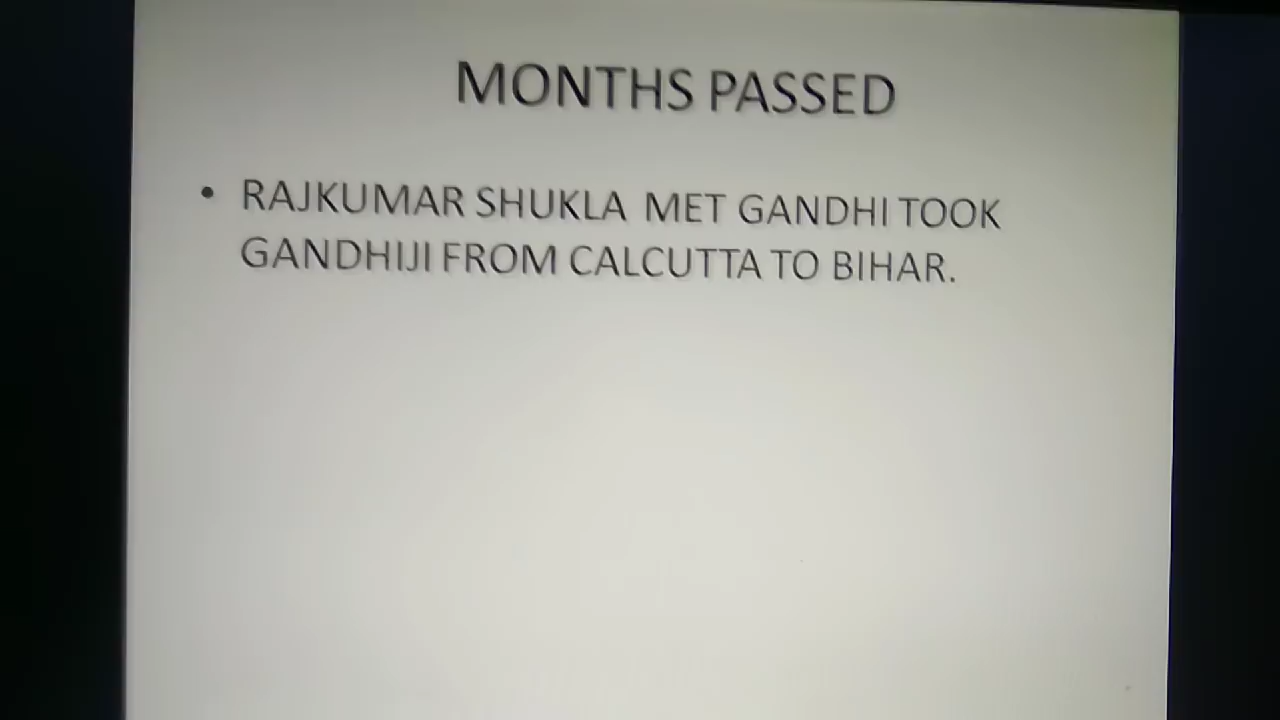 MONTHS PASSED
• RAJKUMAR SHUKLA MET GANDHI TOOK
GANDHIJI FROM CALCUTTA TO BIHAR.